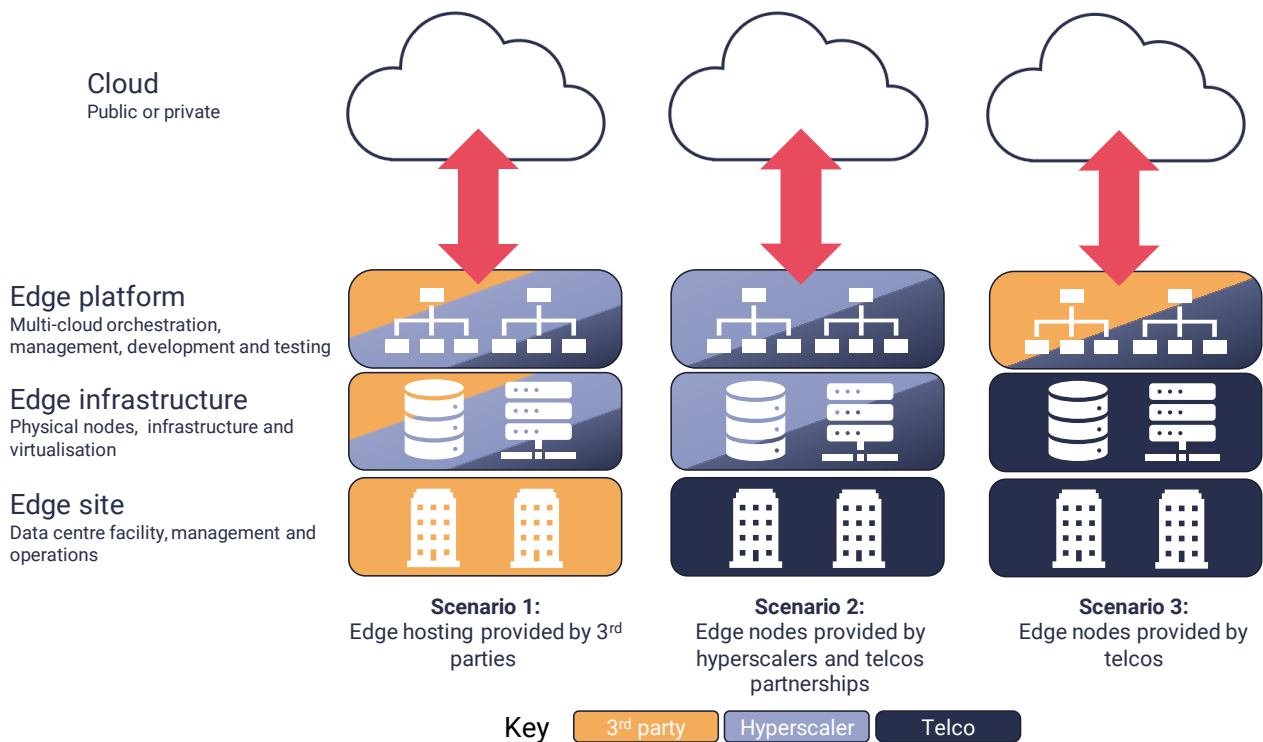 Cloud
Public or private
Edge platform
Multi-cloud orchestration,
management, development and testing
Edge infrastructure
Physical nodes, infrastructure and
virtualisation
Edge site
Data centre facility, management and
operations
Scenario 1:
Edge hosting provided by 3rd
parties
Scenario 2:
Edge nodes provided by
hyperscalers and telcos
partnerships
Scenario 3:
Edge nodes provided by
telcos
Key
3rd party
Hyperscaler
Telco